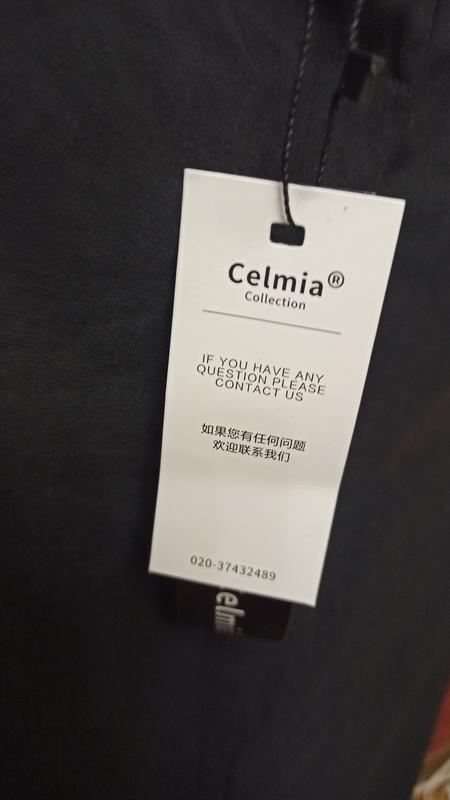 Celmia®
Collection
IF YOU HAVE ANY
QUESTION PLEASE
CONTACT US
如果您有任何问题
欢迎联系我们
020-37432489